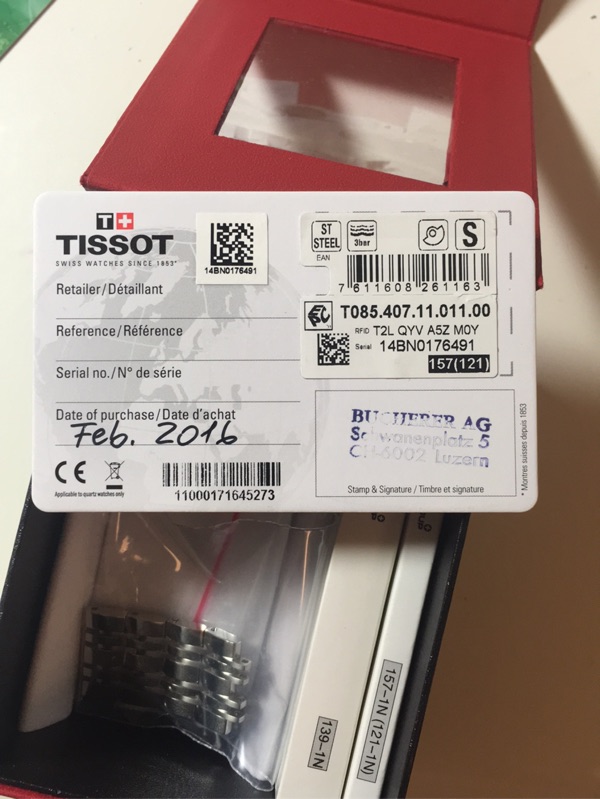 T+
TISSOT
SWISS WATCHES SINCE 1853*
14BN0176491
ST STEEL
3bar
S
EAN
7 611608 261163
T085.407.11.011.00
RFID T2L QYV A5Z M0Y
Serial 14BN0176491
157(121)
Retailer/Détaillant
Reference/Référence
Serial no./N° de série
Date of purchase/Date d'achat
Feb. 2016
CE
Applicable to quartz watches only
11000171645273
BUCHERER AG
Schwanenplatz 5
CH-6002 Luzern
Stamp & Signature / Timbre et signature
* Montres suisses depuis 1853
139-1N
157-1N (121-1N)